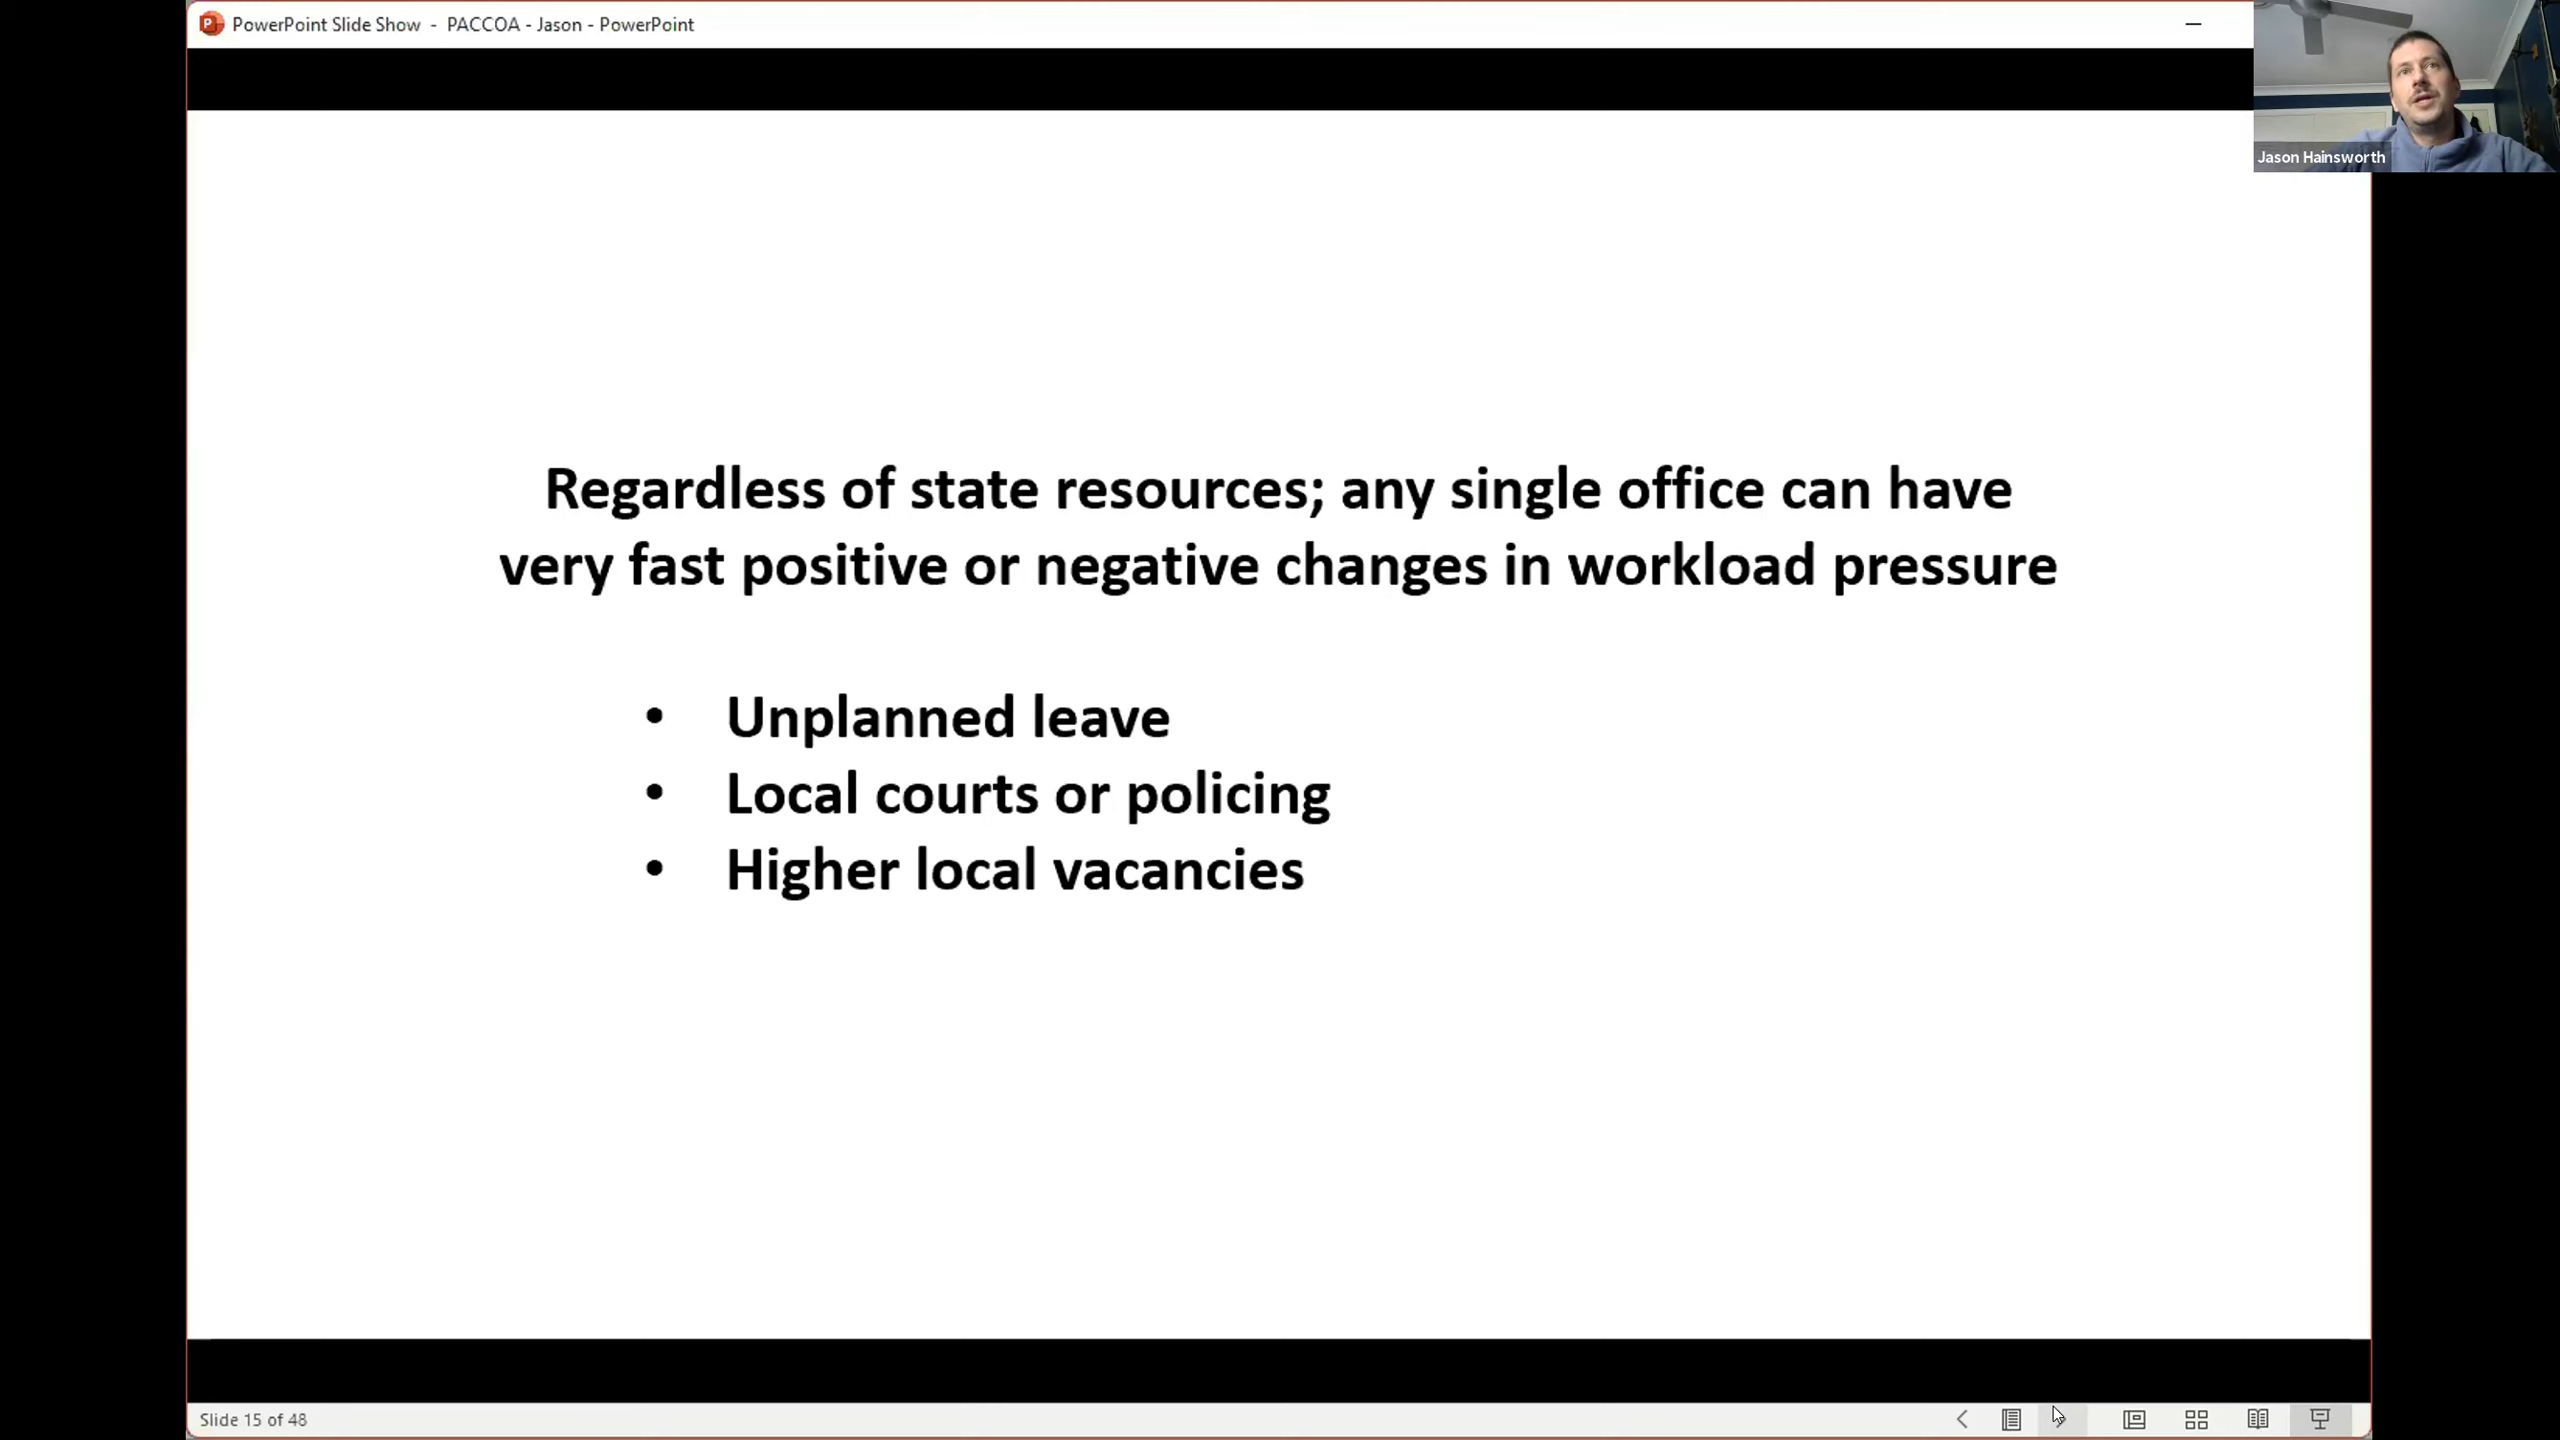 PowerPoint Slide Show - PACCOA - Jason - PowerPoint
Jason Hainsworth
Regardless of state resources; any single office can have
very fast positive or negative changes in workload pressure
• Unplanned leave
• Local courts or policing
• Higher local vacancies
Slide 15 of 48